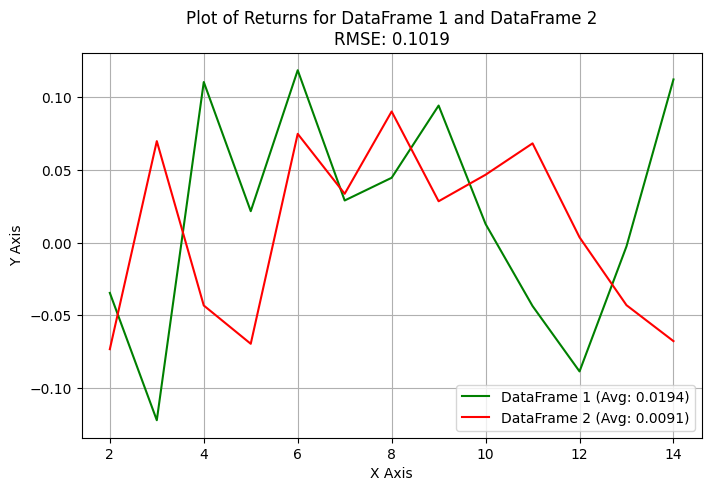 Plot of Returns for DataFrame 1 and DataFrame 2
RMSE: 0.1019
0.10
0.05
0.00
−0.05
−0.10
Y Axis
DataFrame 1 (Avg: 0.0194)
DataFrame 2 (Avg: 0.0091)
2 4 6 8 10 12 14
X Axis